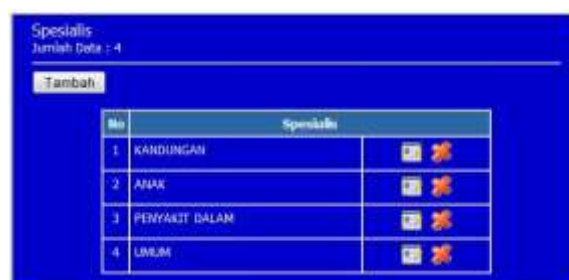 Spesialis
Jumlah Data : 4
Tambah
No Spesialis
1 KANDUNGAN
2 ANAK
3 PENYAKIT DALAM
4 UMUM